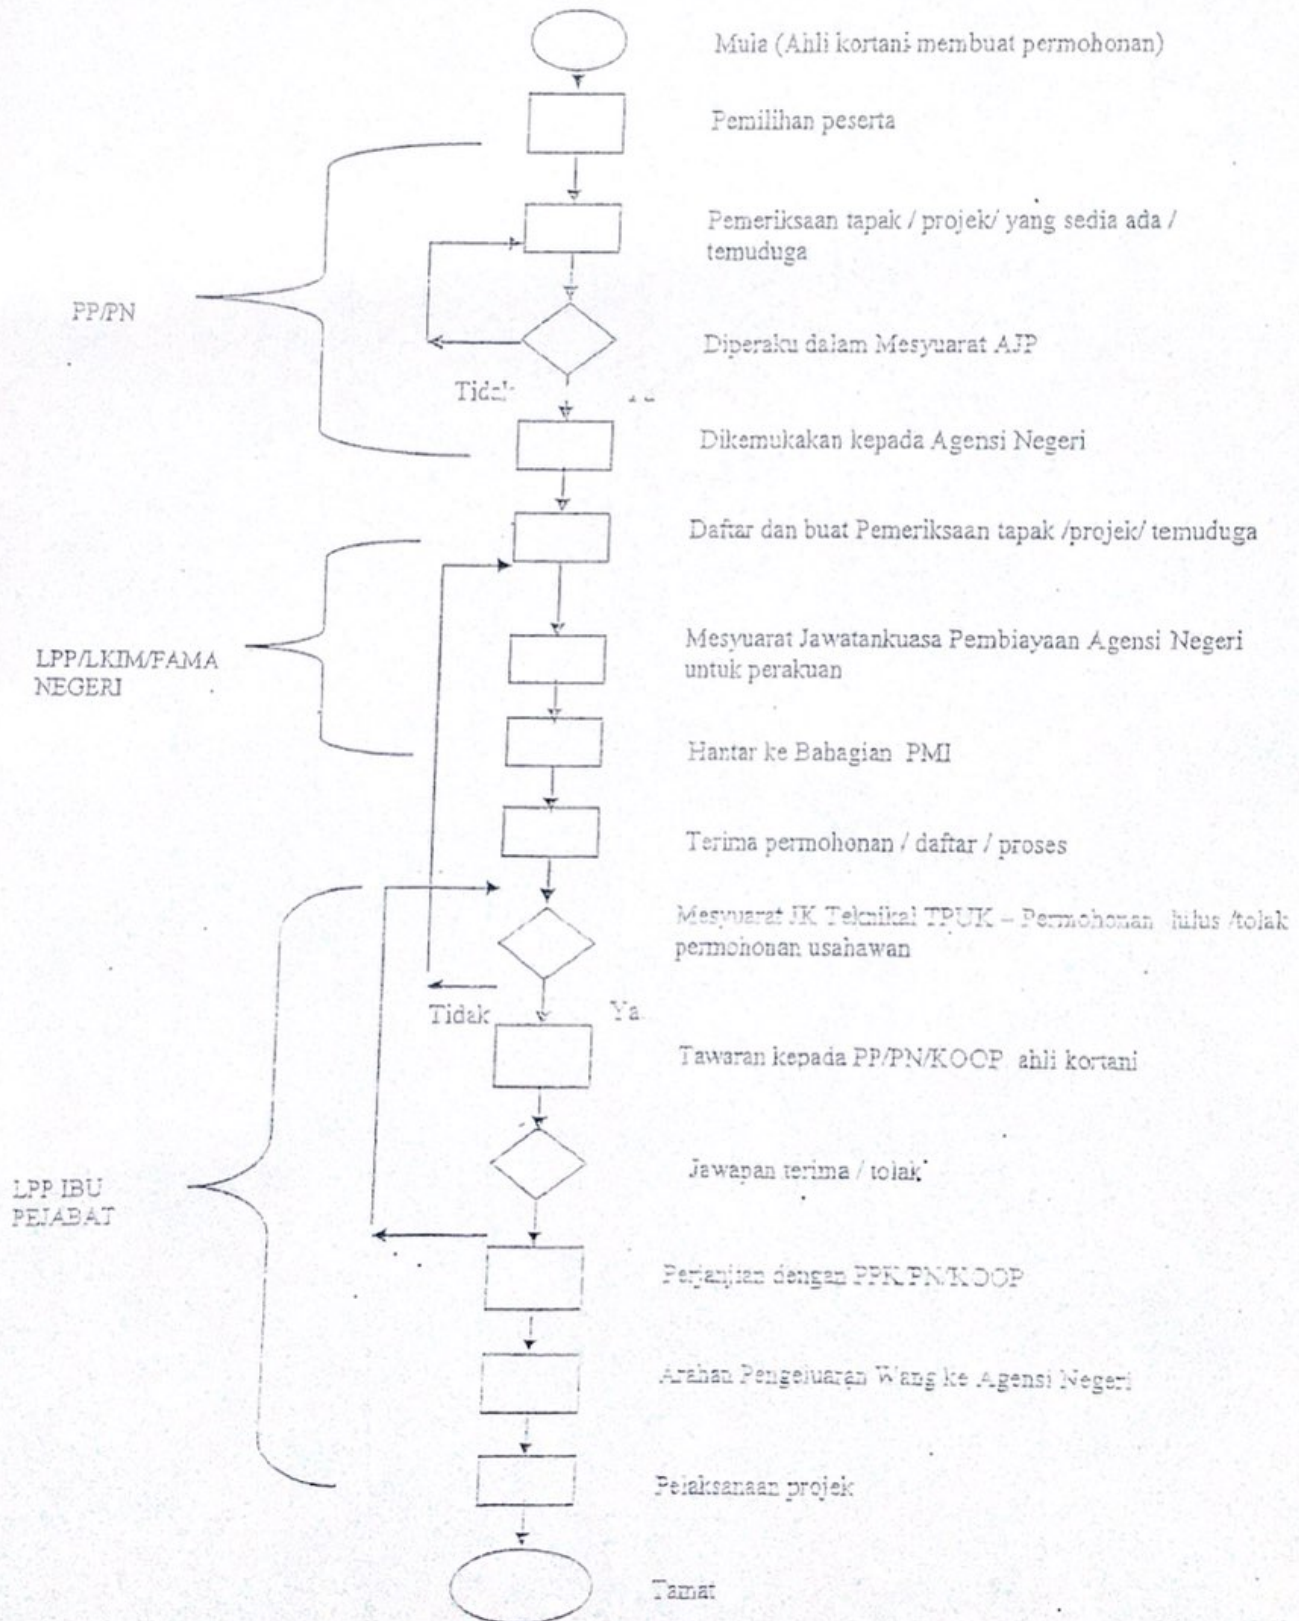 Mula (Ahli kortani membuat permohonan)
Pemilihan peserta
Pemeriksaan tapak / projek/ yang sedia ada /
temuduga
PP/PN
Diperaku dalam Mesyuarat AJP
Tidak
Dikemukakan kepada Agensi Negeri
Daftar dan buat Pemeriksaan tapak /projek/ temuduga
LPP/LKIM/FAMA
NEGERI
Mesyuarat Jawatankuasa Pembiayaan Agensi Negeri
untuk perakuan
Hantar ke Bahagian PMI
Terima permohonan / daftar / proses
Mesyuarat JK Teknikal TPUK – Permohonan /tolak
permohonan usahawan
Tidak
Ya
Tawaran kepada PP/PN/KOOP ahli kortani
Jawapan terima / tolak
LPP IBU
PEJABAT
Perjanjian dengan PPK/PN/KOOP
Arahan Pengeluaran Wang ke Agensi Negeri
Pelaksanaan projek
Tamat